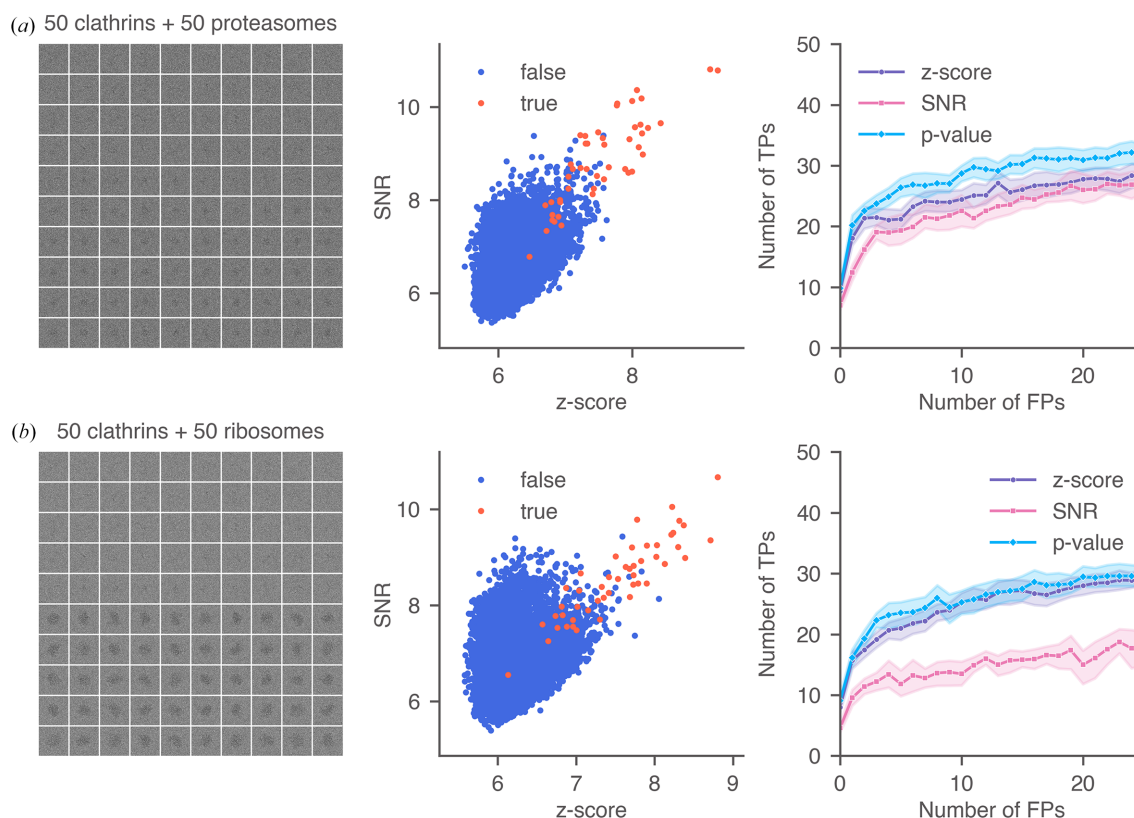 (a) 50 clathrins + 50 proteasomes
false
true
10
8
6
SNR
6
8
z-score
50
40
30
20
10
0
Number of TPs
z-score
SNR
p-value
0
10
20
Number of FPs
(b) 50 clathrins + 50 ribosomes
false
true
10
8
6
SNR
6
7
8
9
z-score
50
40
30
20
10
0
Number of TPs
z-score
SNR
p-value
0
10
20
Number of FPs